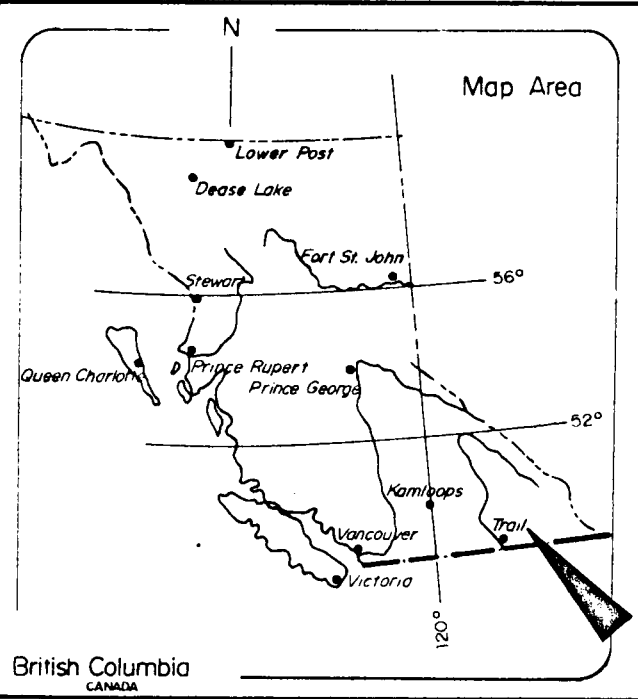 N
Map Area
Lower Post
Dease Lake
Fort St. John
Stewart
56°
Queen Charlotte
Prince Rupert
Prince George
52°
Kamloops
Vancouver
Trail
Victoria
120°
British Columbia
CANADA